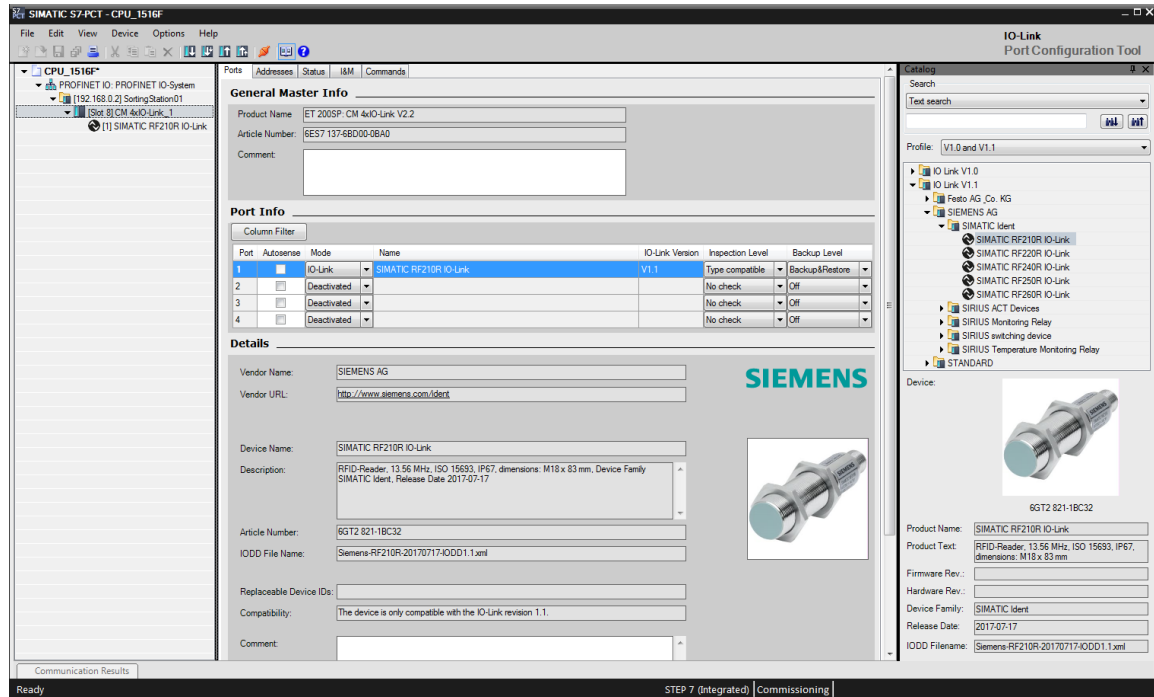 SIMATIC S7-PCT - CPU_1516F
File Edit View Device Options Help
IO-Link
Port Configuration Tool
CPU_1516F*
PROFINET IO: PROFINET IO-System
[192.168.0.2] SortingStation01
[Slot 8] CM 4xIO-Link_1
[1] SIMATIC RF210R IO-Link
Ports Addresses Status I&M Commands
General Master Info
Product Name ET 200SP: CM 4xIO-Link V2.2
Article Number: 6ES7 137-6BD00-0BA0
Comment:
Port Info
Column Filter
Port Autosense Mode Name IO-Link Version Inspection Level Backup Level
1 IO-Link SIMATIC RF210R IO-Link V1.1 Type compatible Backup&Restore
2 Deactivated No check Off
3 Deactivated No check Off
4 Deactivated No check Off
Details
Vendor Name: SIEMENS AG
SIEMENS
Vendor URL: http://www.siemens.com/ident
Device Name: SIMATIC RF210R IO-Link
Description: RFID-Reader, 13.56 MHz, ISO 15693, IP67, dimensions: M18 x 83 mm, Device Family
SIMATIC Ident, Release Date 2017-07-17
SIEMENS
Article Number: 6GT2 821-1BC32
IODD File Name: Siemens-RF210R-20170717-IODD1.1.xml
Replaceable Device IDs:
Compatibility: The device is only compatible with the IO-Link revision 1.1.
Comment:
Catalog
Search
Text search
Profile: V1.0 and V1.1
IO Link V1.0
IO Link V1.1
Festo AG_Co. KG
SIEMENS AG
SIMATIC Ident
SIMATIC RF210R IO-Link
SIMATIC RF220R IO-Link
SIMATIC RF240R IO-Link
SIMATIC RF250R IO-Link
SIMATIC RF260R IO-Link
SIRIUS ACT Devices
SIRIUS Monitoring Relay
SIRIUS switching device
SIRIUS Temperature Monitoring Relay
STANDARD
Device:
SIEMENS
6GT2 821-1BC32
Product Name: SIMATIC RF210R IO-Link
Product Text: RFID-Reader, 13.56 MHz, ISO 15693, IP67,
dimensions: M18 x 83 mm
Firmware Rev.:
Hardware Rev.:
Device Family: SIMATIC Ident
Release Date: 2017-07-17
IODD Filename: Siemens-RF210R-20170717-IODD1.1.xml
Communication Results
Ready
STEP 7 (Integrated) Commissioning